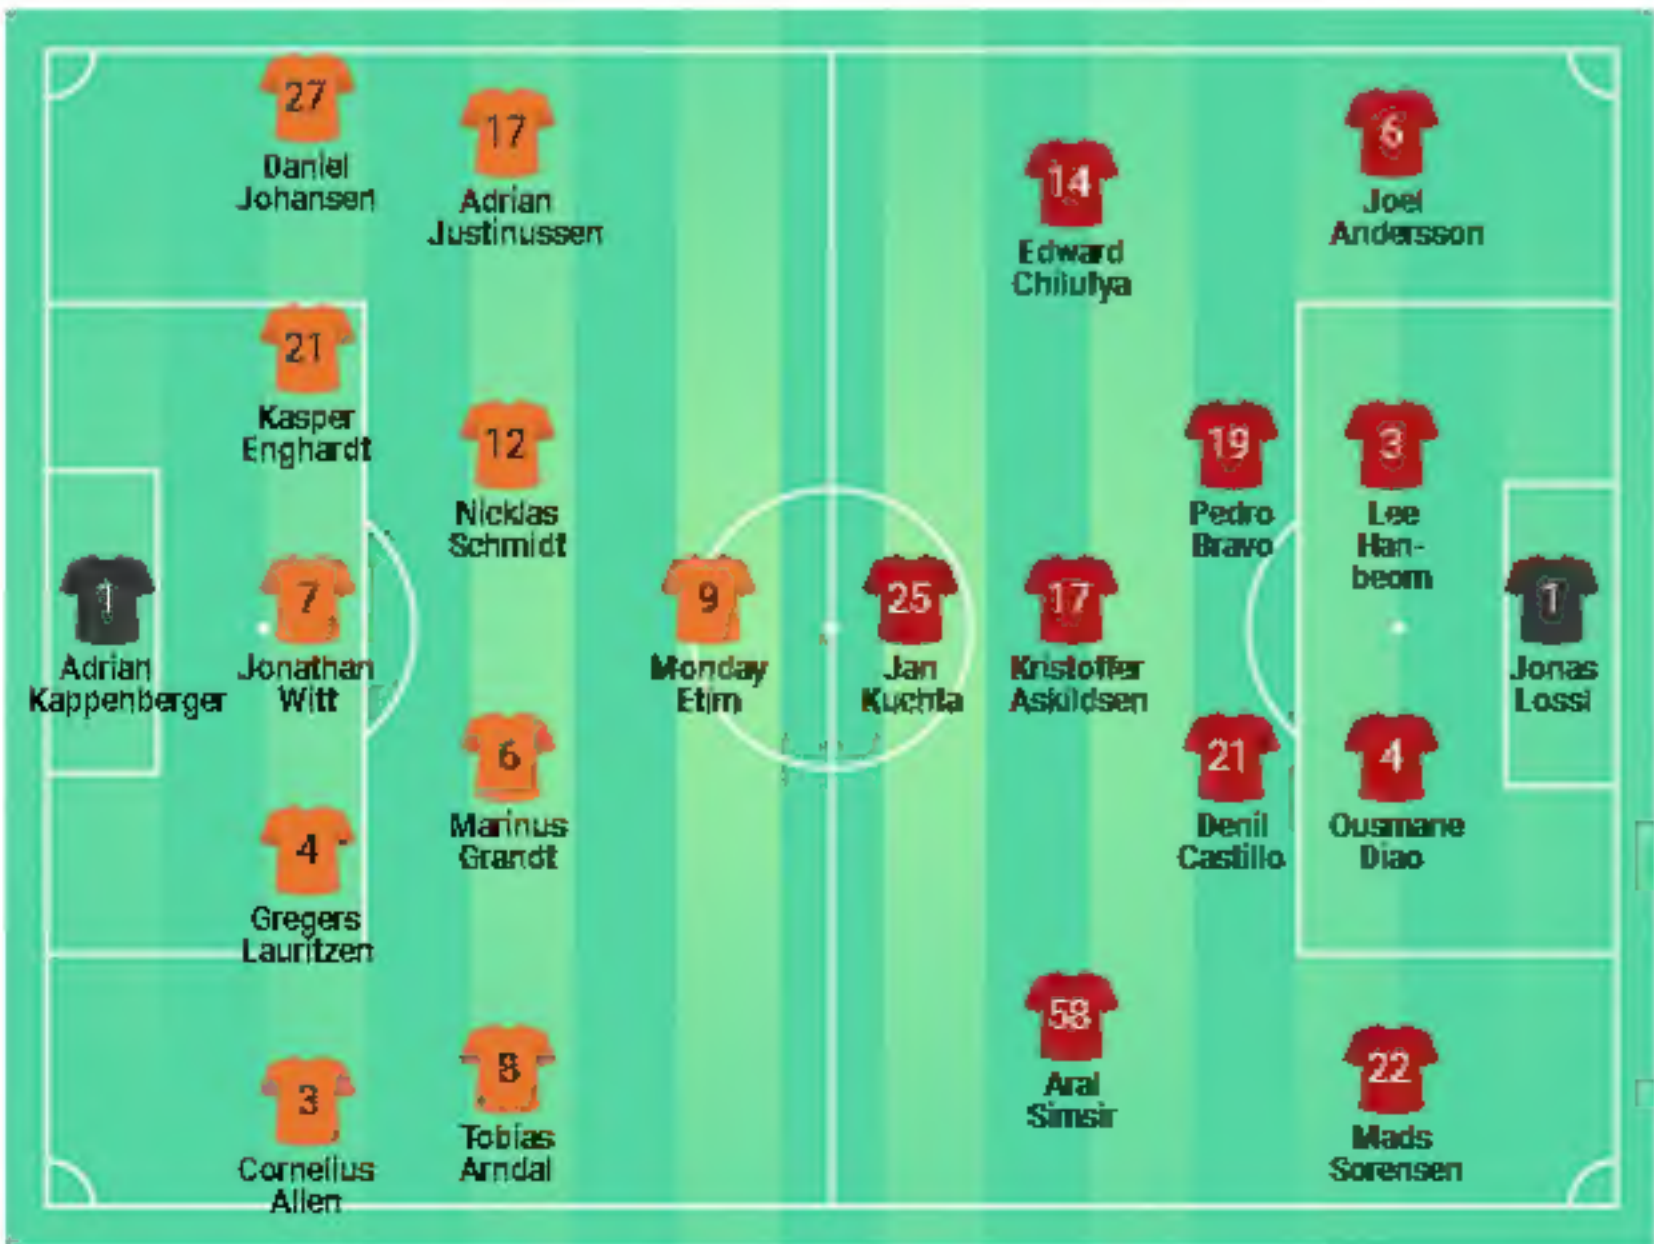 27
Daniel
Johansen
17
Adrian
Justinussen
21
Kasper
Enghardt
12
Nicklas
Schmidt
1
Adrian
Kappenberger
7
Jonathan
Witt
9
Monday
Etim
6
Marinus
Grandt
4
Gregers
Lauritzen
3
Cornelius
Allen
8
Tobias
Arndal
14
Edward
Chilufya
6
Joel
Andersson
19
Pedro
Bravo
3
Lee
Han-
beom
25
Jan
Kuchta
17
Kristoffer
Askildsen
1
Jonas
Lossl
21
Denil
Castillo
4
Ousmane
Diao
58
Aral
Simsir
22
Mads
Sorensen